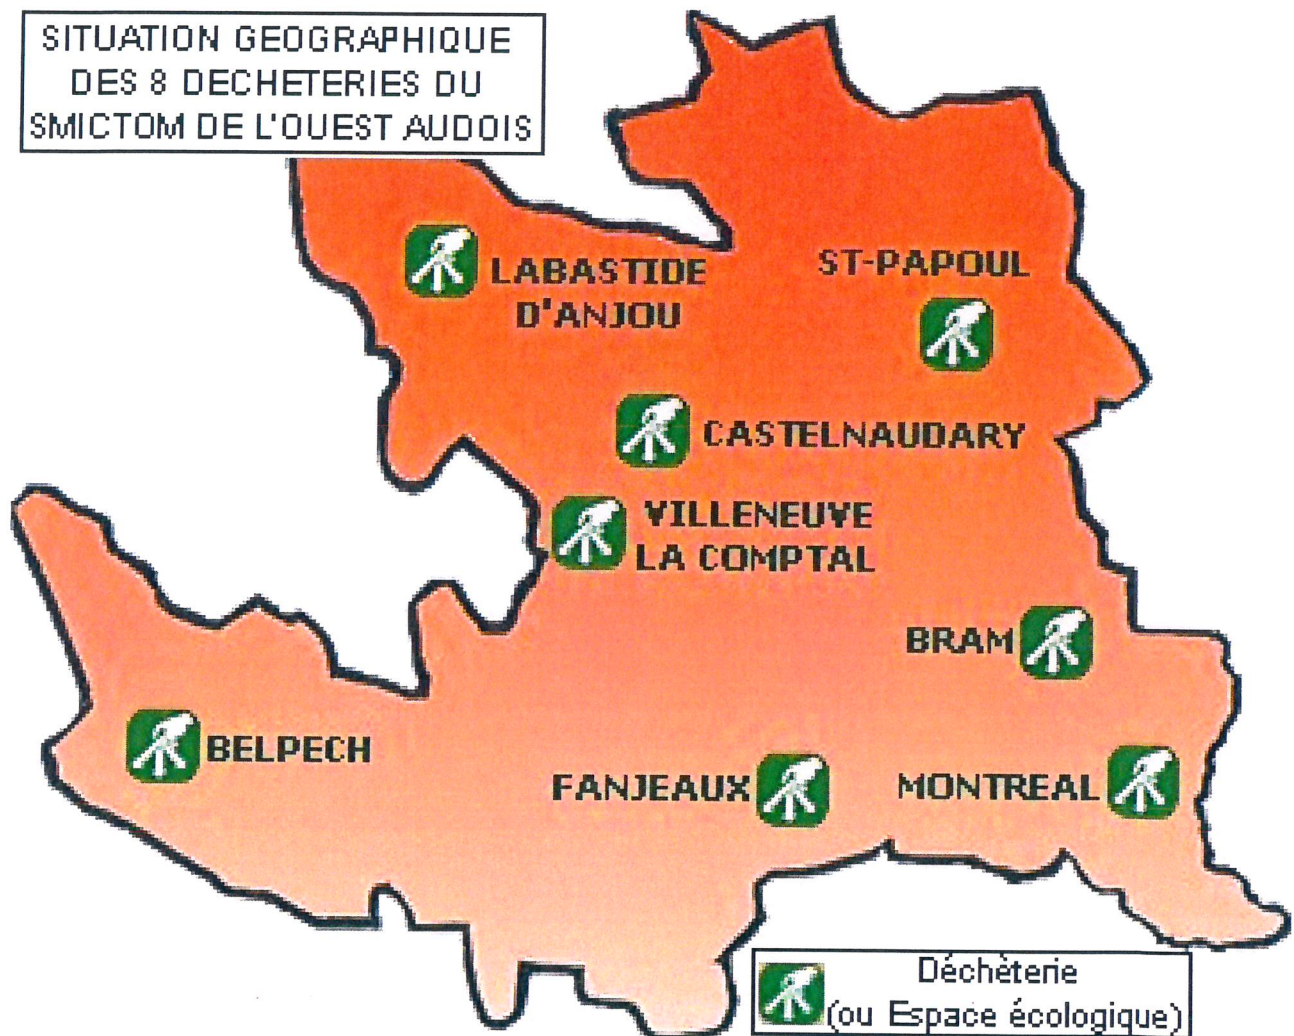 SITUATION GEOGRAPHIQUE
DES 8 DECHETERIES DU
SMICTOM DE L'OUEST AUDOIS
LABASTIDE
D'ANJOU
ST-PAPOUL
CASTELNAUDARY
VILLENEUVE
LA COMPTAL
BRAM
BELPECH
FANJEAUX
MONTREAL
Déchèterie
(ou Espace écologique)